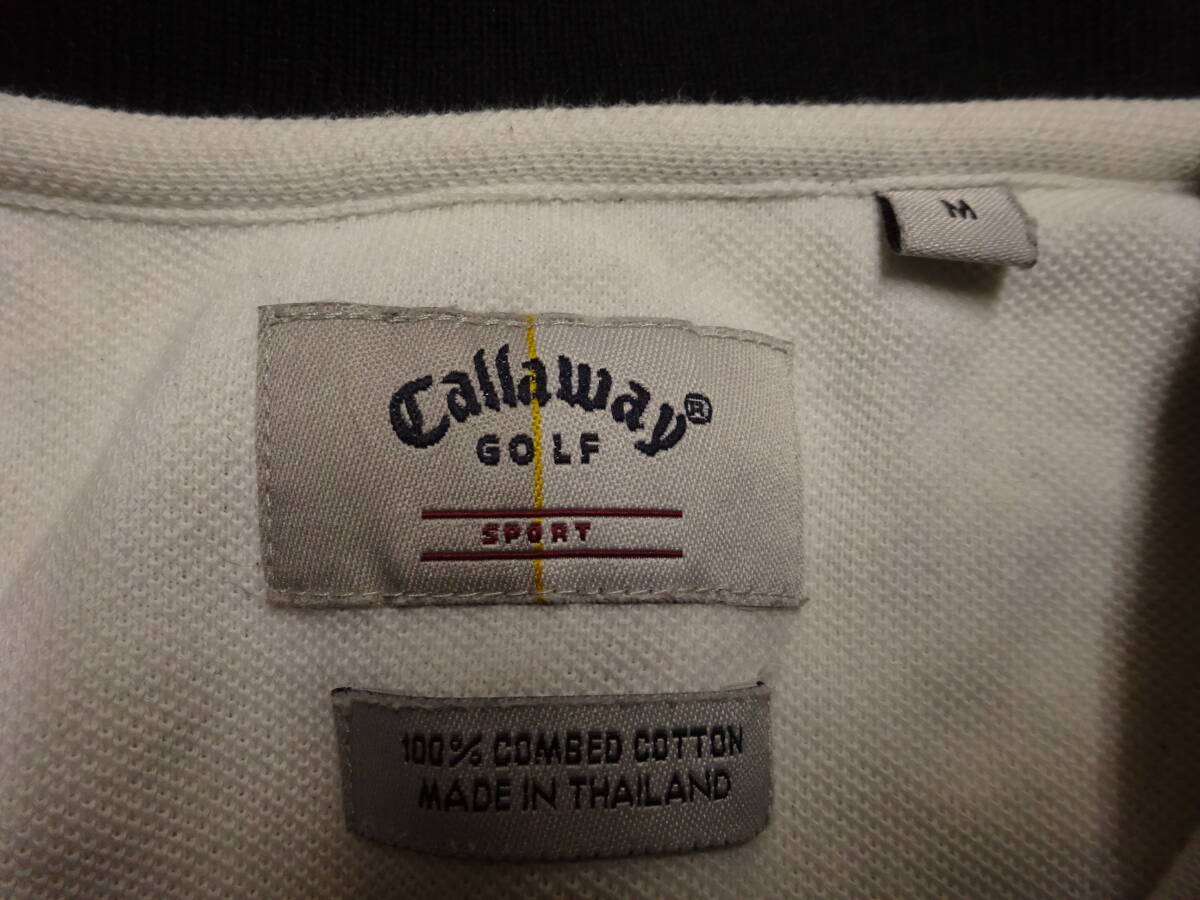 M
Callaway®
GOLF
SPORT
100% COMBED COTTON
MADE IN THAILAND